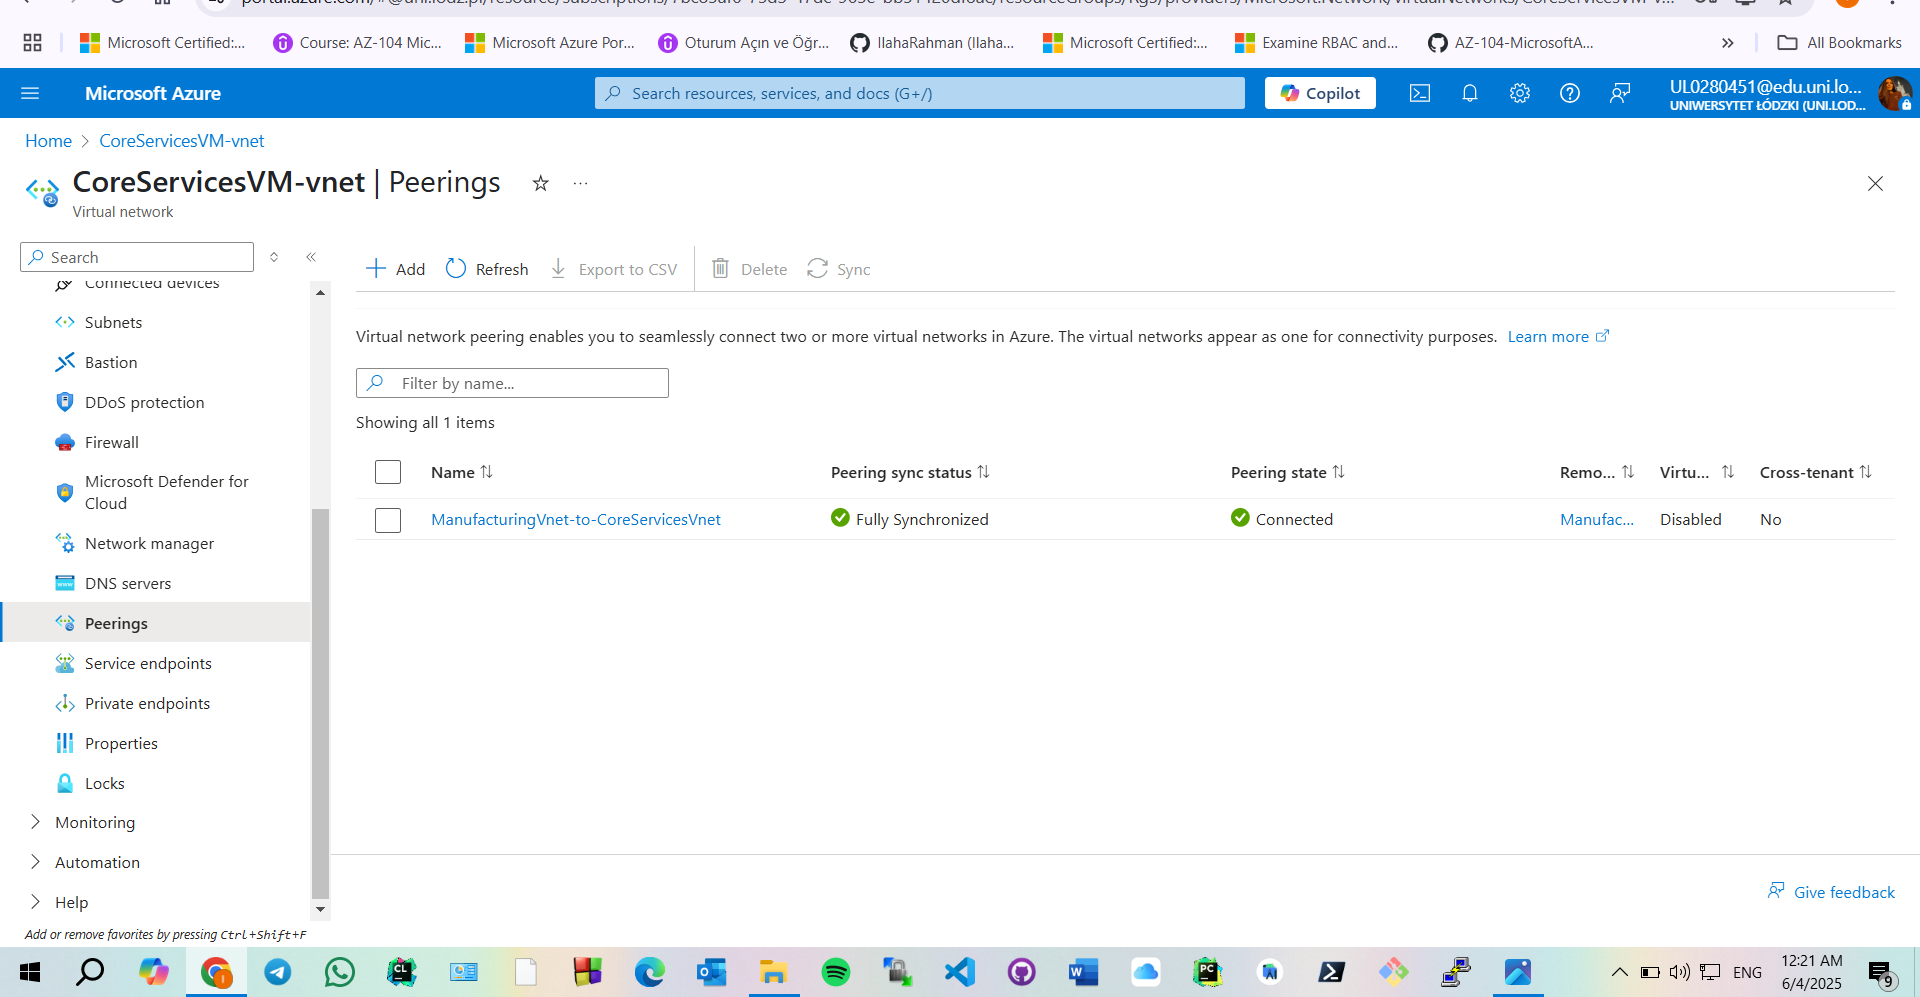 Microsoft Certified:...
Course: AZ-104 Mic...
Microsoft Azure Por...
Oturum Açın ve Öğr...
IlahaRahman (Ilaha...
Microsoft Certified:...
Examine RBAC and...
AZ-104-MicrosoftA...
All Bookmarks
Microsoft Azure
Search resources, services, and docs (G+/)
Copilot
UL0280451@edu.uni.lo...
UNIWERSYTET ŁÓDZKI (UNI.LOD...
Home > CoreServicesVM-vnet
CoreServicesVM-vnet | Peerings
Virtual network
Search
Add
Refresh
Export to CSV
Delete
Sync
Connected devices
Subnets
Bastion
DDoS protection
Firewall
Microsoft Defender for
Cloud
Network manager
DNS servers
Peerings
Service endpoints
Private endpoints
Properties
Locks
Monitoring
Automation
Help
Add or remove favorites by pressing Ctrl+Shift+F
Virtual network peering enables you to seamlessly connect two or more virtual networks in Azure. The virtual networks appear as one for connectivity purposes. Learn more
Filter by name...
Showing all 1 items
Name Peering sync status Peering state Remo... Virtu... Cross-tenant
ManufacturingVnet-to-CoreServicesVnet Fully Synchronized Connected Manufac... Disabled No
Give feedback
ENG
12:21 AM
6/4/2025
9